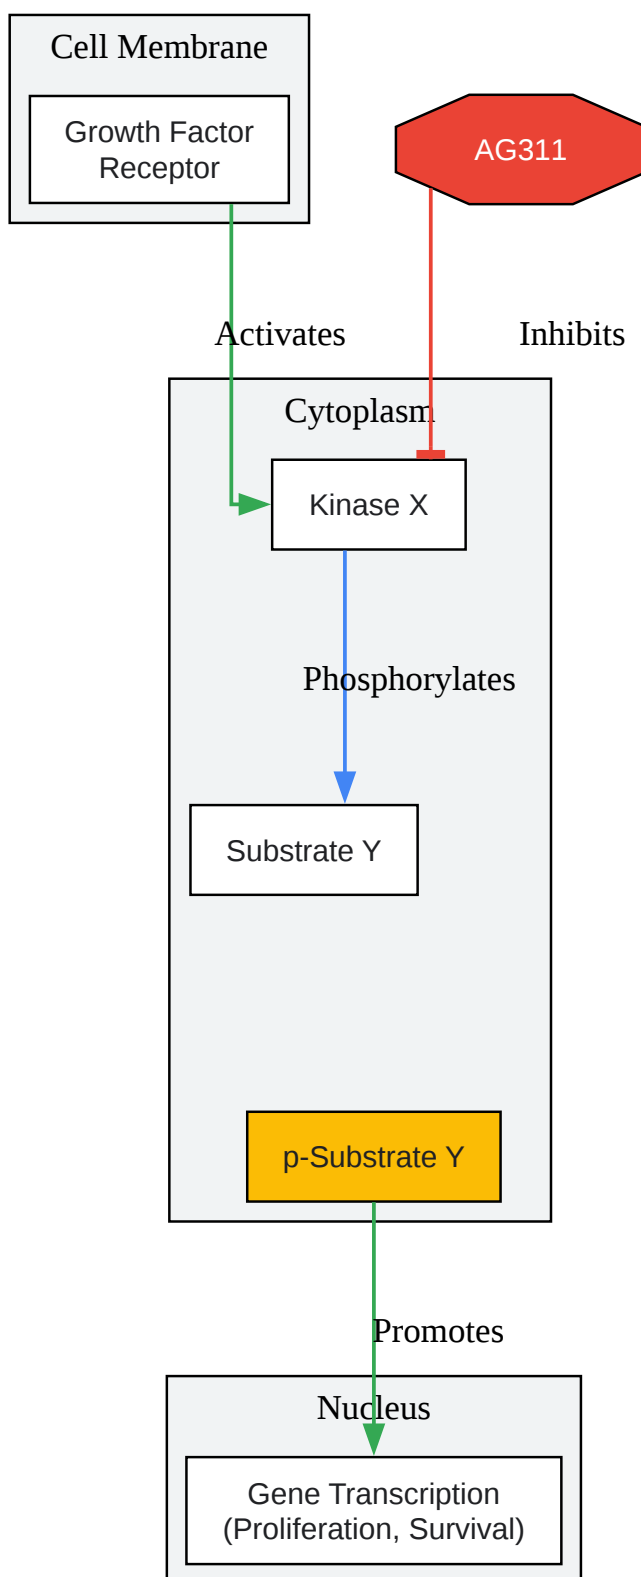 Cell Membrane
Growth Factor
Receptor
AG311
Activates
Inhibits
Cytoplasm
Kinase X
Phosphorylates
Substrate Y
p-Substrate Y
Promotes
Nucleus
Gene Transcription
(Proliferation, Survival)